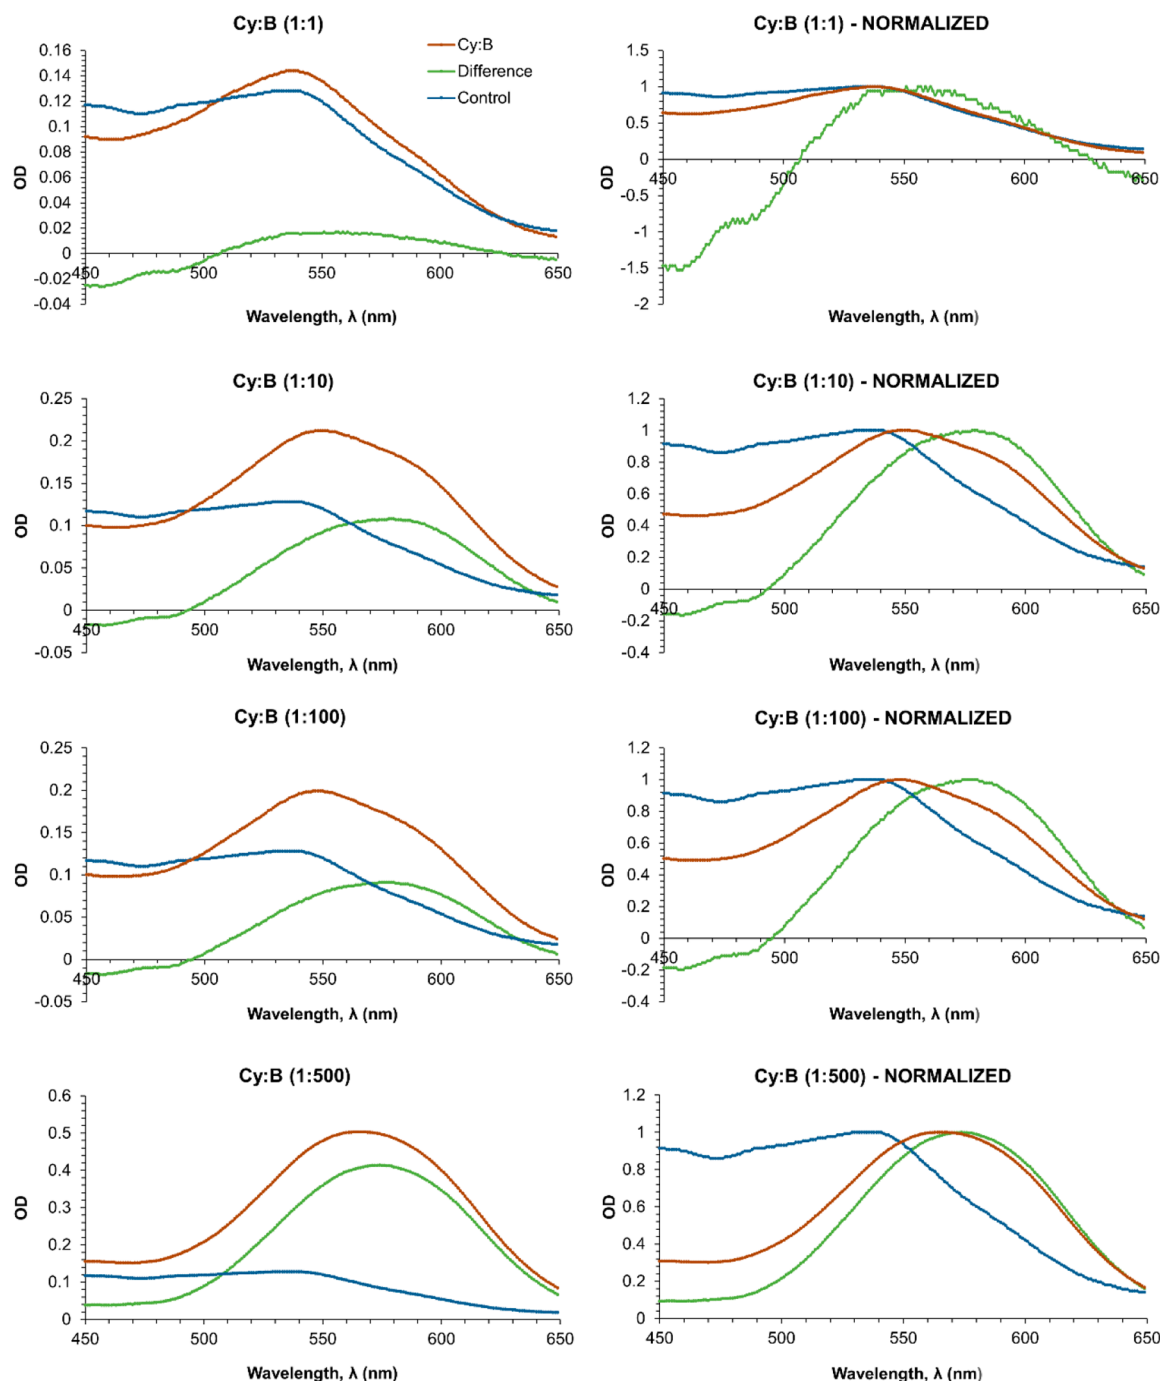 Cy:B (1:1)
Cy:B
Difference
Control
0.16
0.14
0.12
0.1
0.08
0.06
0.04
0.02
0
-0.02
-0.04
OD
450 500 550 600 650
Wavelength, λ (nm)
Cy:B (1:1) - NORMALIZED
1.5
1
0.5
0
-0.5
-1
-1.5
-2
OD
450 500 550 600 650
Wavelength, λ (nm)
Cy:B (1:10)
0.25
0.2
0.15
0.1
0.05
0
-0.05
OD
450 500 550 600 650
Wavelength, λ (nm)
Cy:B (1:10) - NORMALIZED
1.2
1
0.8
0.6
0.4
0.2
0
-0.2
-0.4
OD
450 500 550 600 650
Wavelength, λ (nm)
Cy:B (1:100)
0.25
0.2
0.15
0.1
0.05
0
-0.05
OD
450 500 550 600 650
Wavelength, λ (nm)
Cy:B (1:100) - NORMALIZED
1.2
1
0.8
0.6
0.4
0.2
0
-0.2
-0.4
OD
450 500 550 600 650
Wavelength, λ (nm)
Cy:B (1:500)
0.6
0.5
0.4
0.3
0.2
0.1
0
OD
450 500 550 600 650
Wavelength, λ (nm)
Cy:B (1:500) - NORMALIZED
1.2
1
0.8
0.6
0.4
0.2
0
OD
450 500 550 600 650
Wavelength, λ (nm)